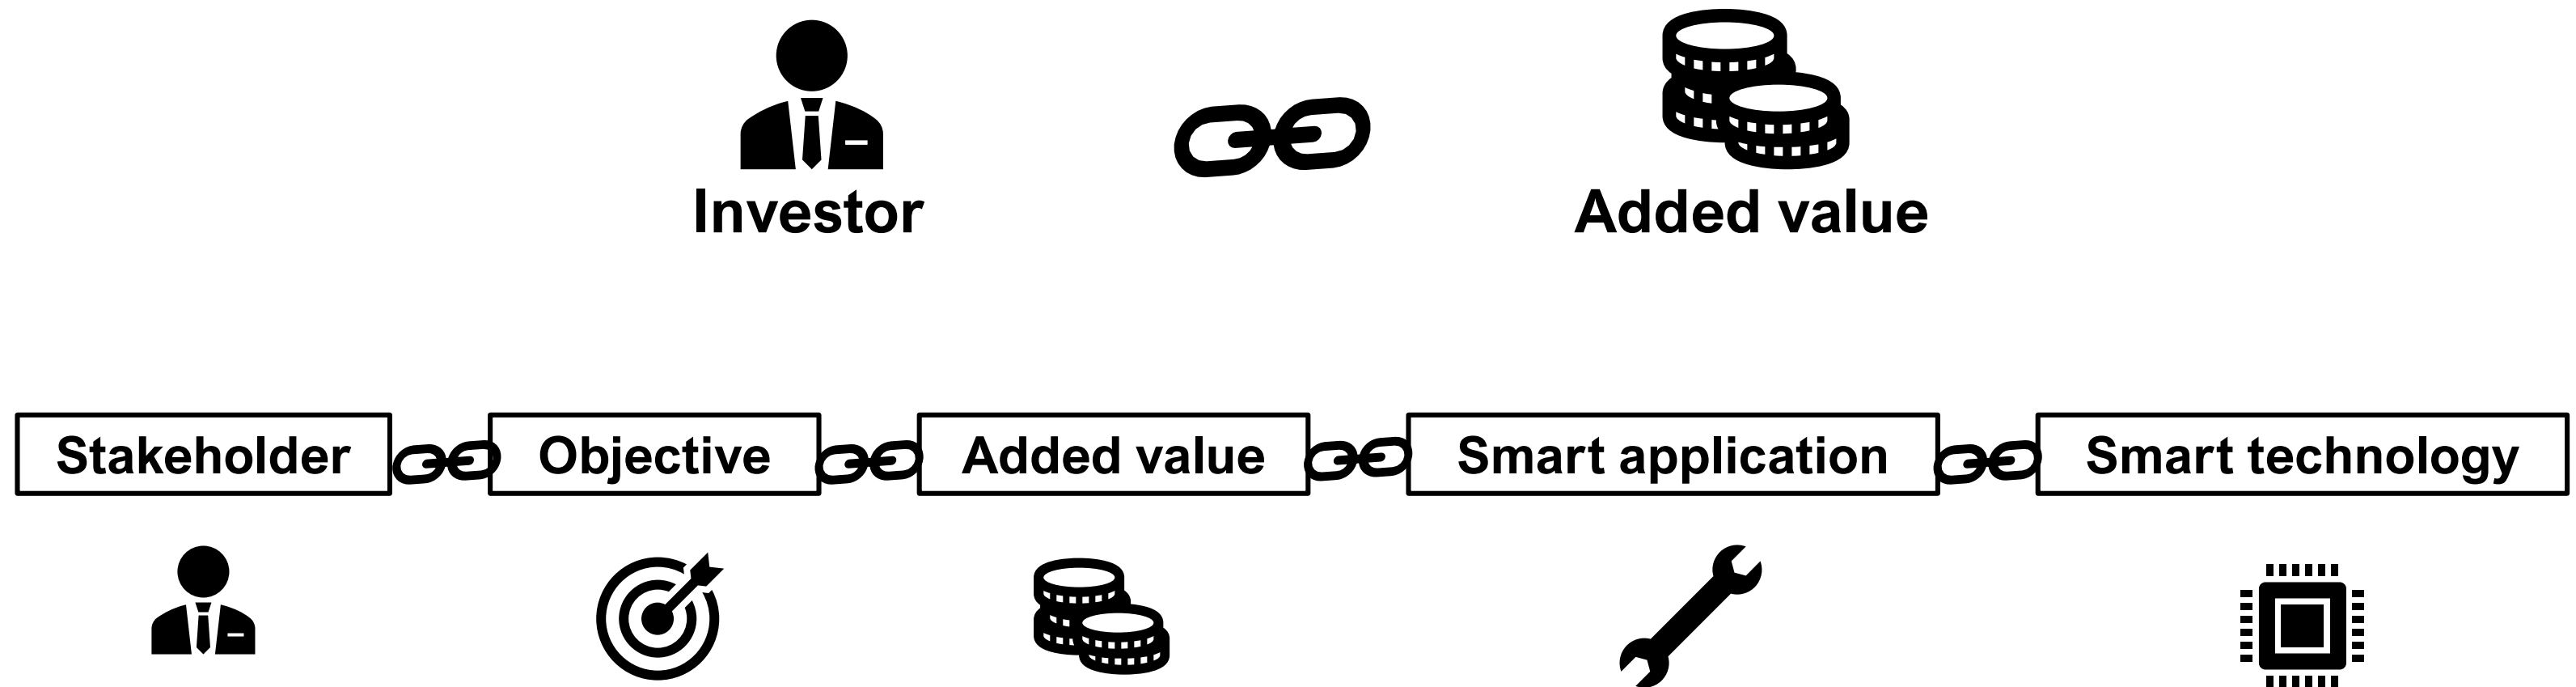 Investor
Added value
Stakeholder
Objective
Added value
Smart application
Smart technology